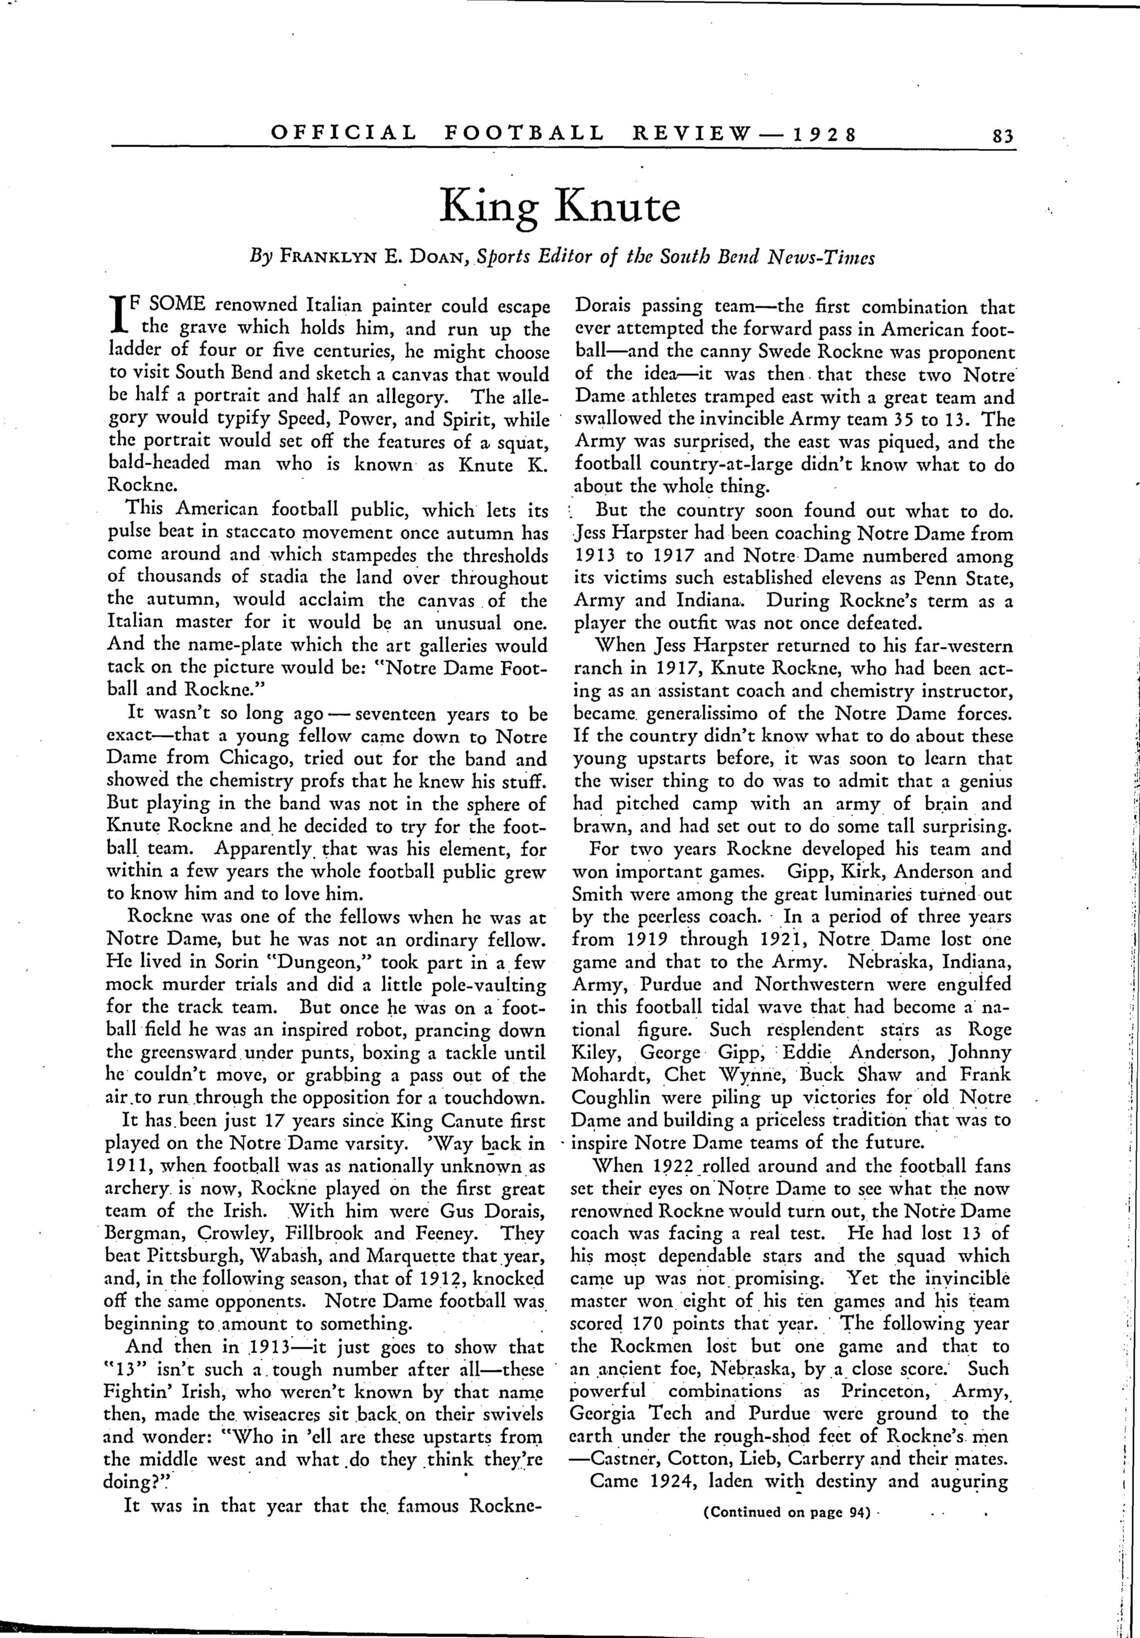 OFFICIAL FOOTBALL REVIEW—1928 83
King Knute
By FRANKLYN E. DOAN, Sports Editor of the South Bend News-Times
IF SOME renowned Italian painter could escape
the grave which holds him, and run up the
ladder of four or five centuries, he might choose
to visit South Bend and sketch a canvas that would
be half a portrait and half an allegory. The alle-
gory would typify Speed, Power, and Spirit, while
the portrait would set off the features of a squat,
bald-headed man who is known as Knute K.
Rockne.
This American football public, which lets its
pulse beat in staccato movement once autumn has
come around and which stampedes the thresholds
of thousands of stadia the land over throughout
the autumn, would acclaim the canvas of the
Italian master for it would be an unusual one.
And the name-plate which the art galleries would
tack on the picture would be: "Notre Dame Foot-
ball and Rockne."
It wasn't so long ago — seventeen years to be
exact—that a young fellow came down to Notre
Dame from Chicago, tried out for the band and
showed the chemistry profs that he knew his stuff.
But playing in the band was not in the sphere of
Knute Rockne and he decided to try for the foot-
ball team. Apparently that was his element, for
within a few years the whole football public grew
to know him and to love him.
Rockne was one of the fellows when he was at
Notre Dame, but he was not an ordinary fellow.
He lived in Sorin "Dungeon," took part in a few
mock murder trials and did a little pole-vaulting
for the track team. But once he was on a foot-
ball field he was an inspired robot, prancing down
the greensward under punts, boxing a tackle until
he couldn't move, or grabbing a pass out of the
air to run through the opposition for a touchdown.
It has been just 17 years since King Canute first
played on the Notre Dame varsity. 'Way back in
1911, when football was as nationally unknown as
archery is now, Rockne played on the first great
team of the Irish. With him were Gus Dorais,
Bergman, Crowley, Fillbrook and Feeney. They
beat Pittsburgh, Wabash, and Marquette that year,
and, in the following season, that of 1912, knocked
off the same opponents. Notre Dame football was
beginning to amount to something.
And then in 1913—it just goes to show that
"13" isn't such a tough number after all—these
Fightin' Irish, who weren't known by that name
then, made the wiseacres sit back on their swivels
and wonder: "Who in 'ell are these upstarts from
the middle west and what do they think they're
doing?"
It was in that year that the famous Rockne-
Dorais passing team—the first combination that
ever attempted the forward pass in American foot-
ball—and the canny Swede Rockne was proponent
of the idea—it was then that these two Notre
Dame athletes tramped east with a great team and
swallowed the invincible Army team 35 to 13. The
Army was surprised, the east was piqued, and the
football country-at-large didn't know what to do
about the whole thing.
But the country soon found out what to do.
Jess Harpster had been coaching Notre Dame from
1913 to 1917 and Notre Dame numbered among
its victims such established elevens as Penn State,
Army and Indiana. During Rockne's term as a
player the outfit was not once defeated.
When Jess Harpster returned to his far-western
ranch in 1917, Knute Rockne, who had been act-
ing as an assistant coach and chemistry instructor,
became generalissimo of the Notre Dame forces.
If the country didn't know what to do about these
young upstarts before, it was soon to learn that
the wiser thing to do was to admit that a genius
had pitched camp with an army of brain and
brawn, and had set out to do some tall surprising.
For two years Rockne developed his team and
won important games. Gipp, Kirk, Anderson and
Smith were among the great luminaries turned out
by the peerless coach. In a period of three years
from 1919 through 1921, Notre Dame lost one
game and that to the Army. Nebraska, Indiana,
Army, Purdue and Northwestern were engulfed
in this football tidal wave that had become a na-
tional figure. Such resplendent stars as Roge
Kiley, George Gipp, Eddie Anderson, Johnny
Mohardt, Chet Wynne, Buck Shaw and Frank
Coughlin were piling up victories for old Notre
Dame and building a priceless tradition that was to
inspire Notre Dame teams of the future.
When 1922 rolled around and the football fans
set their eyes on Notre Dame to see what the now
renowned Rockne would turn out, the Notre Dame
coach was facing a real test. He had lost 13 of
his most dependable stars and the squad which
came up was not promising. Yet the invincible
master won eight of his ten games and his team
scored 170 points that year. The following year
the Rockmen lost but one game and that to
an ancient foe, Nebraska, by a close score. Such
powerful combinations as Princeton, Army,
Georgia Tech and Purdue were ground to the
earth under the rough-shod feet of Rockne's men
—Castner, Cotton, Lieb, Carberry and their mates.
Came 1924, laden with destiny and auguring
(Continued on page 94)